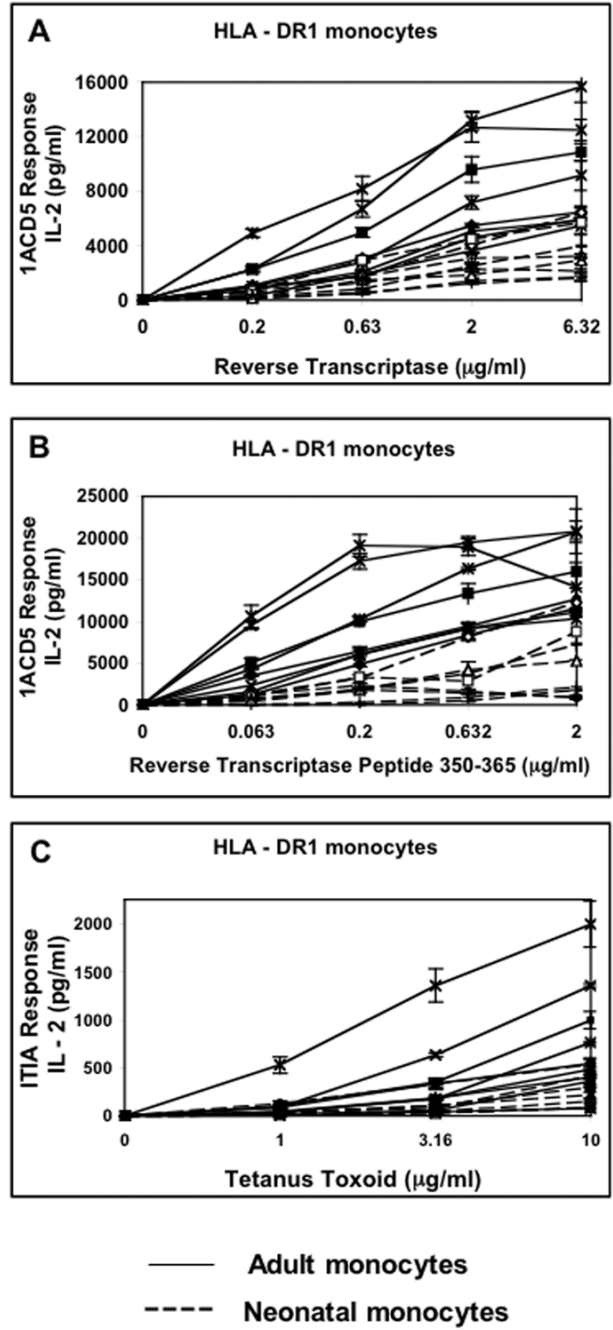 A
HLA - DR1 monocytes
1ACD5 Response
IL-2 (pg/ml)
16000
12000
8000
4000
0
0 0.2 0.63 2 6.32
Reverse Transcriptase (μg/ml)
B
HLA - DR1 monocytes
1ACD5 Response
IL-2 (pg/ml)
25000
20000
15000
10000
5000
0
0 0.063 0.2 0.632 2
Reverse Transcriptase Peptide 350-365 (μg/ml)
C
HLA - DR1 monocytes
ITIA Response
IL - 2 (pg/ml)
2000
1500
1000
500
0
0 1 3.16 10
Tetanus Toxoid (μg/ml)
Adult monocytes
Neonatal monocytes